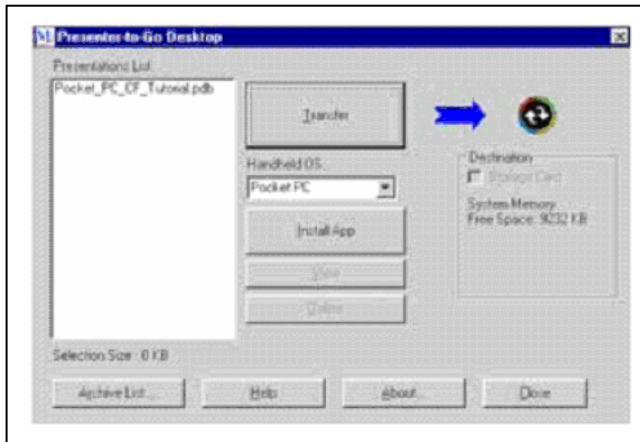 Presenter-to-Go Desktop
Presentations List
Pocket_PC_CF_Tutorial.pdb
Transfer
Handheld OS
Pocket PC
Install App
View
Delete
Destination
Storage Card
System Memory
Free Space: 9232 KB
Selection Size : 0 KB
Archive List...
Help
About...
Close